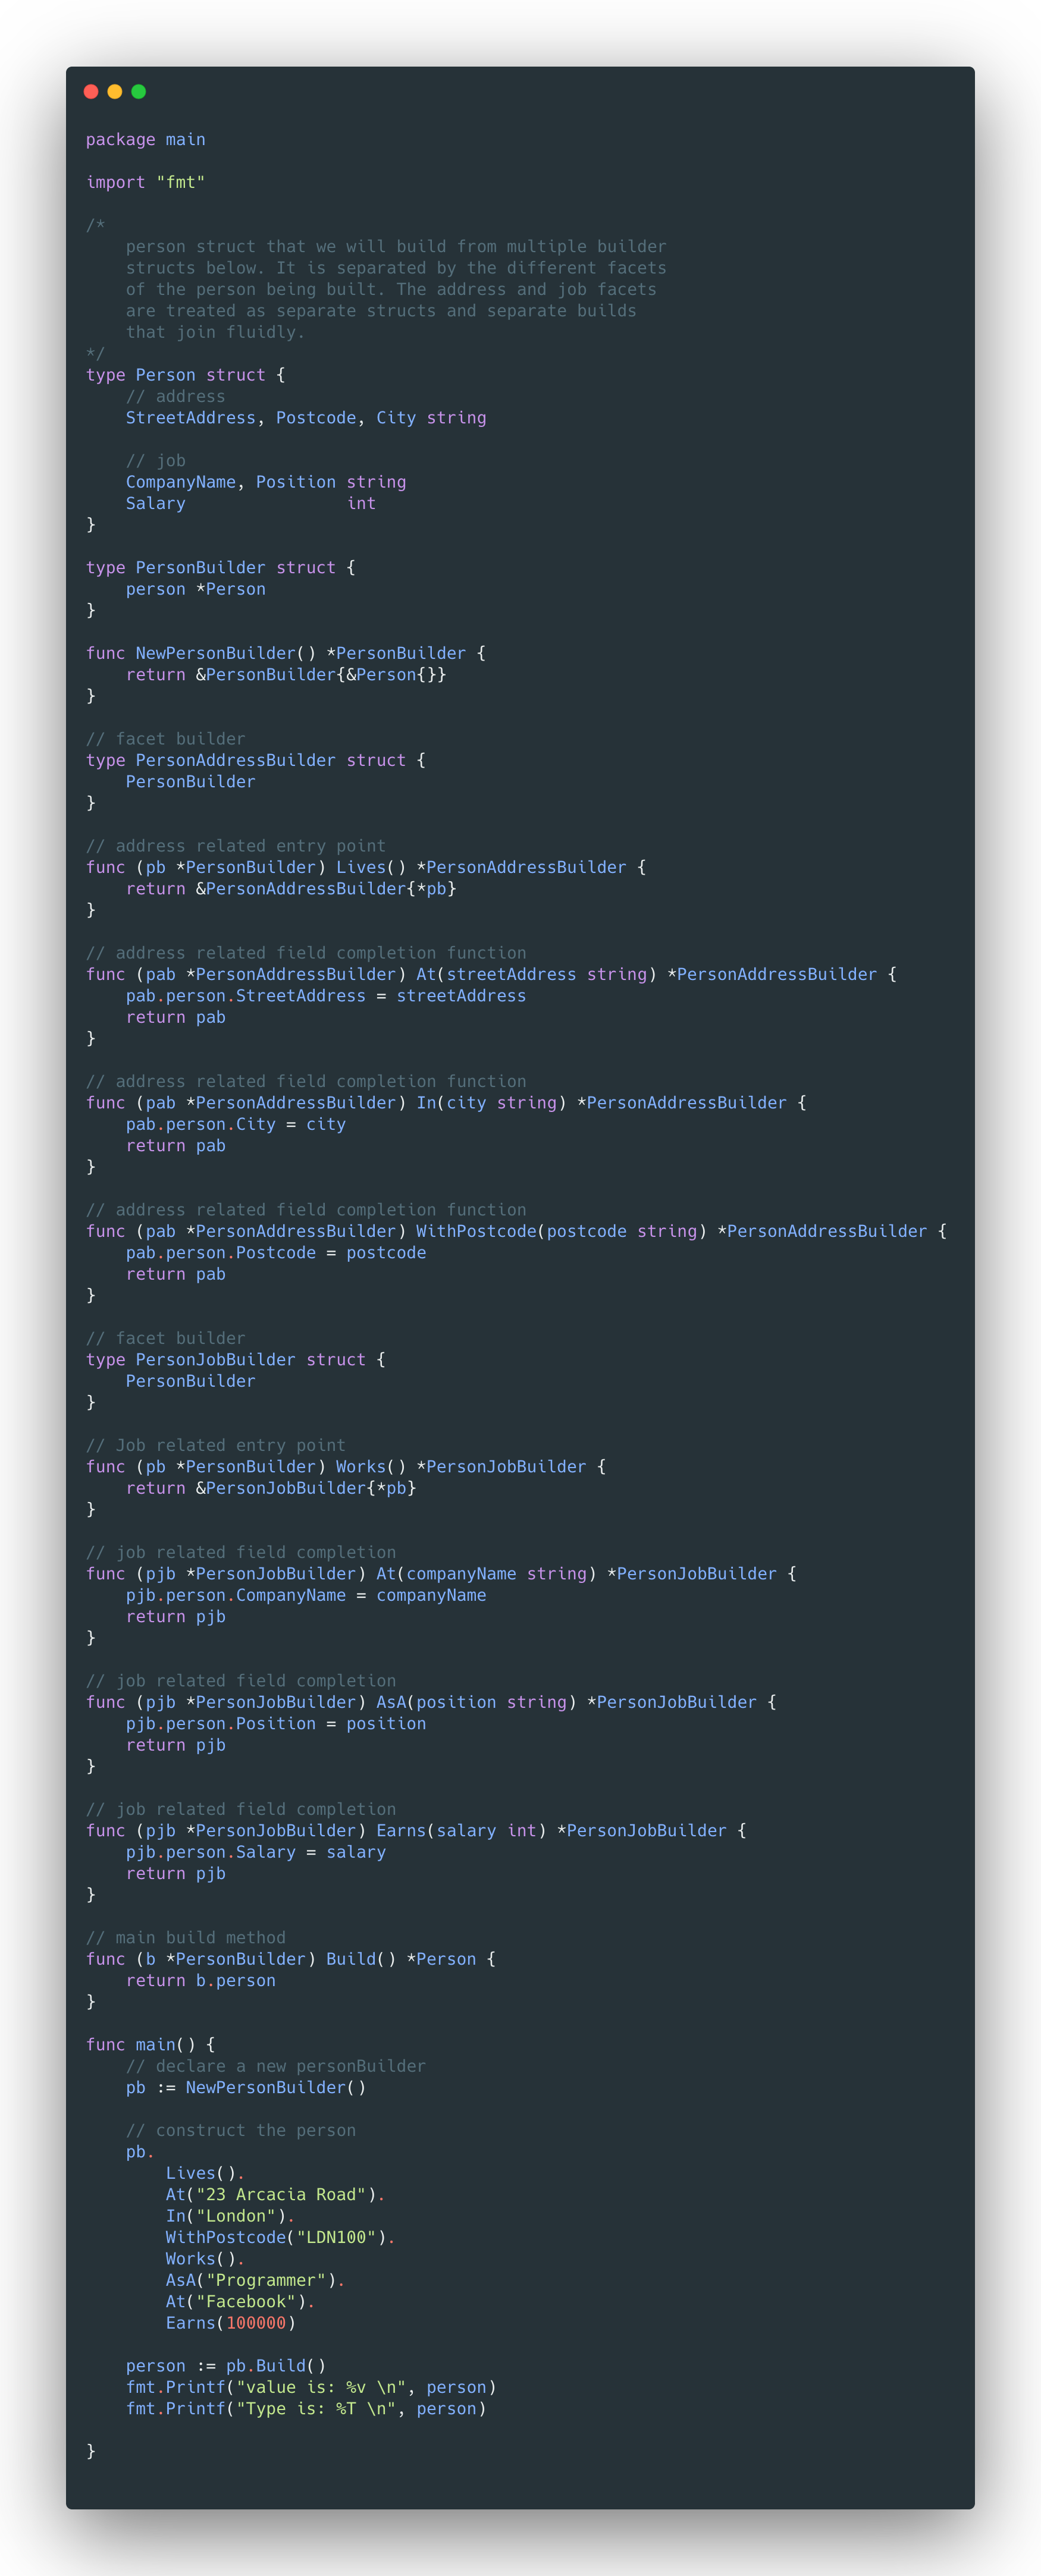 package main

import "fmt"

/*
    person struct that we will build from multiple builder
    structs below. It is separated by the different facets
    of the person being built. The address and job facets
    are treated as separate structs and separate builds
    that join fluidly.
*/
type Person struct {
    // address
    StreetAddress, Postcode, City string

    // job
    CompanyName, Position string
    Salary                int
}

type PersonBuilder struct {
    person *Person
}

func NewPersonBuilder() *PersonBuilder {
    return &PersonBuilder{&Person{}}
}

// facet builder
type PersonAddressBuilder struct {
    PersonBuilder
}

// address related entry point
func (pb *PersonBuilder) Lives() *PersonAddressBuilder {
    return &PersonAddressBuilder{*pb}
}

// address related field completion function
func (pab *PersonAddressBuilder) At(streetAddress string) *PersonAddressBuilder {
    pab.person.StreetAddress = streetAddress
    return pab
}

// address related field completion function
func (pab *PersonAddressBuilder) In(city string) *PersonAddressBuilder {
    pab.person.City = city
    return pab
}

// address related field completion function
func (pab *PersonAddressBuilder) WithPostcode(postcode string) *PersonAddressBuilder {
    pab.person.Postcode = postcode
    return pab
}

// facet builder
type PersonJobBuilder struct {
    PersonBuilder
}

// Job related entry point
func (pb *PersonBuilder) Works() *PersonJobBuilder {
    return &PersonJobBuilder{*pb}
}

// job related field completion
func (pjb *PersonJobBuilder) At(companyName string) *PersonJobBuilder {
    pjb.person.CompanyName = companyName
    return pjb
}

// job related field completion
func (pjb *PersonJobBuilder) AsA(position string) *PersonJobBuilder {
    pjb.person.Position = position
    return pjb
}

// job related field completion
func (pjb *PersonJobBuilder) Earns(salary int) *PersonJobBuilder {
    pjb.person.Salary = salary
    return pjb
}

// main build method
func (b *PersonBuilder) Build() *Person {
    return b.person
}

func main() {
    // declare a new personBuilder
    pb := NewPersonBuilder()

    // construct the person
    pb.
        Lives().
        At("23 Arcacia Road").
        In("London").
        WithPostcode("LDN100").
        Works().
        AsA("Programmer").
        At("Facebook").
        Earns(100000)

    person := pb.Build()
    fmt.Printf("value is: %v \n", person)
    fmt.Printf("Type is: %T \n", person)

}